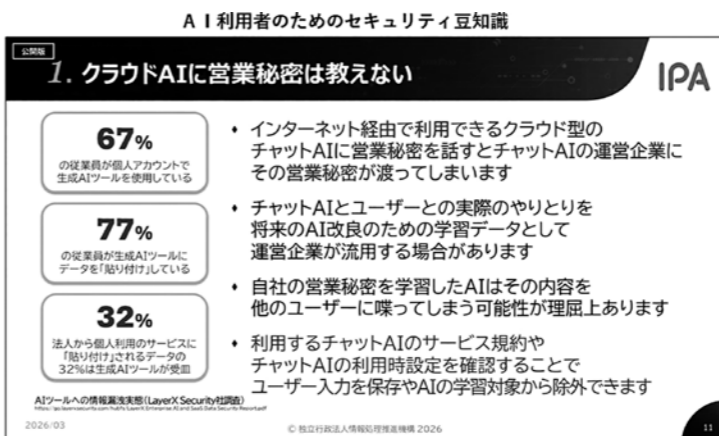 AI利用者のためのセキュリティ豆知識
公開版
1. クラウドAIに営業秘密は教えない
IPA
67%
の従業員が個人アカウントで
生成AIツールを使用している
77%
の従業員が生成AIツールに
データを「貼り付け」している
32%
法人から個人利用のサービスに
「貼り付け」されるデータの
32%は生成AIツールが受皿
・ インターネット経由で利用できるクラウド型の
チャットAIに営業秘密を話すとチャットAIの運営企業に
その営業秘密が渡ってしまいます
・ チャットAIとユーザーとの実際のやりとりを
将来のAI改良のための学習データとして
運営企業が流用する場合があります
・ 自社の営業秘密を学習したAIはその内容を
他のユーザーに喋ってしまう可能性が理屈上あります
・ 利用するチャットAIのサービス規約や
チャットAIの利用時設定を確認することで
ユーザー入力を保存やAIの学習対象から除外できます
AIツールへの情報漏洩実態(LayerX Security社調査)
2026/03
© 独立行政法人情報処理推進機構 2026
11